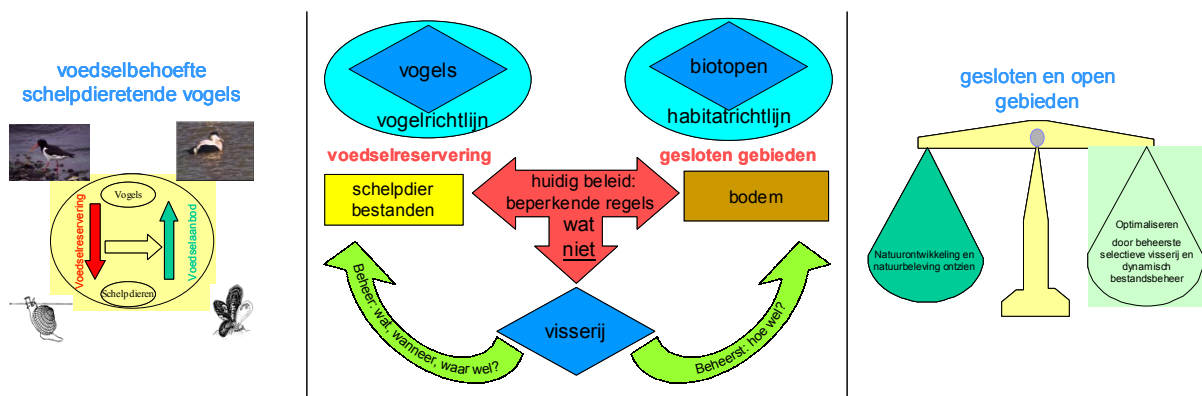 voedselbehoefte
schelpdieretende vogels
Vogels
Voedselreservering
Voedselaanbod
Schelpdieren
vogels
vogelrichtlijn
biotopen
habitatrichtlijn
voedselreservering
gesloten gebieden
schelpdier
bestanden
huidig beleid:
beperkende regels
wat
niet
bodem
Beheer: wat, wanneer, waar wel?
visserij
Beheerst: hoe wel?
gesloten en open
gebieden
Natuurontwikkeling en
natuurbeleving ontzien
Optimaliseren
door beheerste
selectieve visserij en
dynamisch
bestandsbeheer